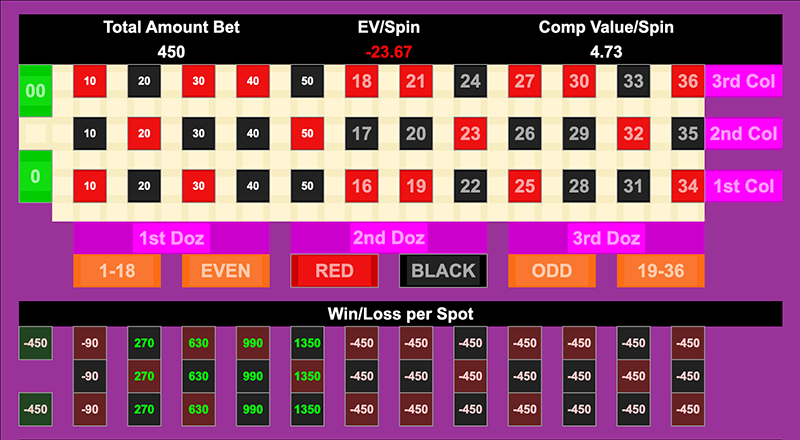 Total Amount Bet EV/Spin Comp Value/Spin
450 -23.67 4.73
00 10 20 30 40 50 18 21 24 27 30 33 36 3rd Col
10 20 30 40 50 17 20 23 26 29 32 35 2nd Col
0 10 20 30 40 50 16 19 22 25 28 31 34 1st Col
1st Doz 2nd Doz 3rd Doz
1-18 EVEN RED BLACK ODD 19-36
Win/Loss per Spot
-450 -90 270 630 990 1350 -450 -450 -450 -450 -450 -450 -450
-90 270 630 990 1350 -450 -450 -450 -450 -450 -450 -450
-450 -90 270 630 990 1350 -450 -450 -450 -450 -450 -450 -450